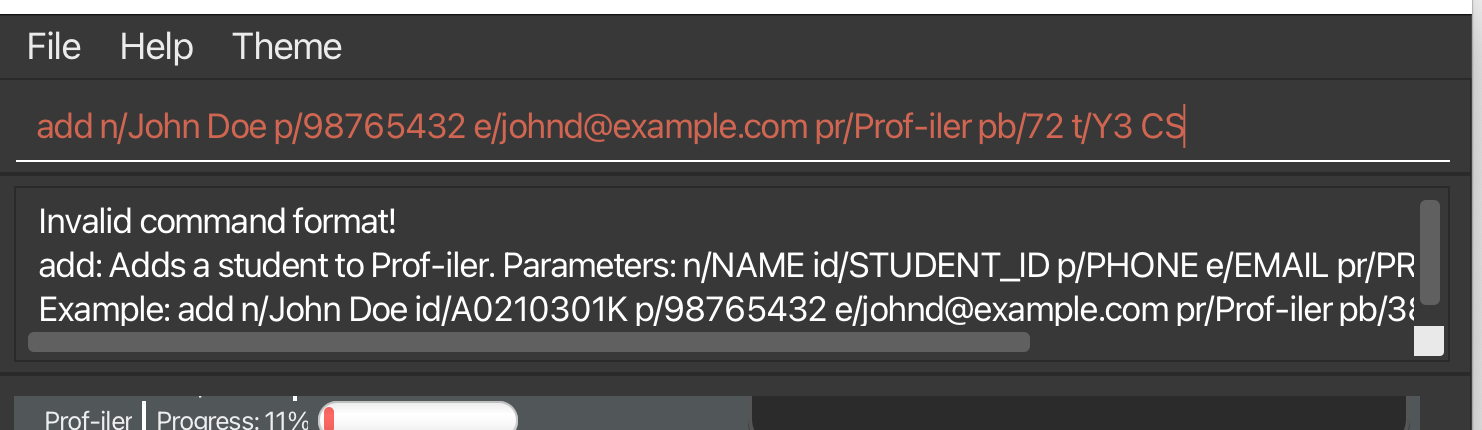 File Help Theme
add n/John Doe p/98765432 e/johnd@example.com pr/Prof-iler pb/72 t/Y3 CS
Invalid command format!
add: Adds a student to Prof-iler. Parameters: n/NAME id/STUDENT_ID p/PHONE e/EMAIL pr/PR
Example: add n/John Doe id/A0210301K p/98765432 e/johnd@example.com pr/Prof-iler pb/38
Prof-iler Progress: 11%